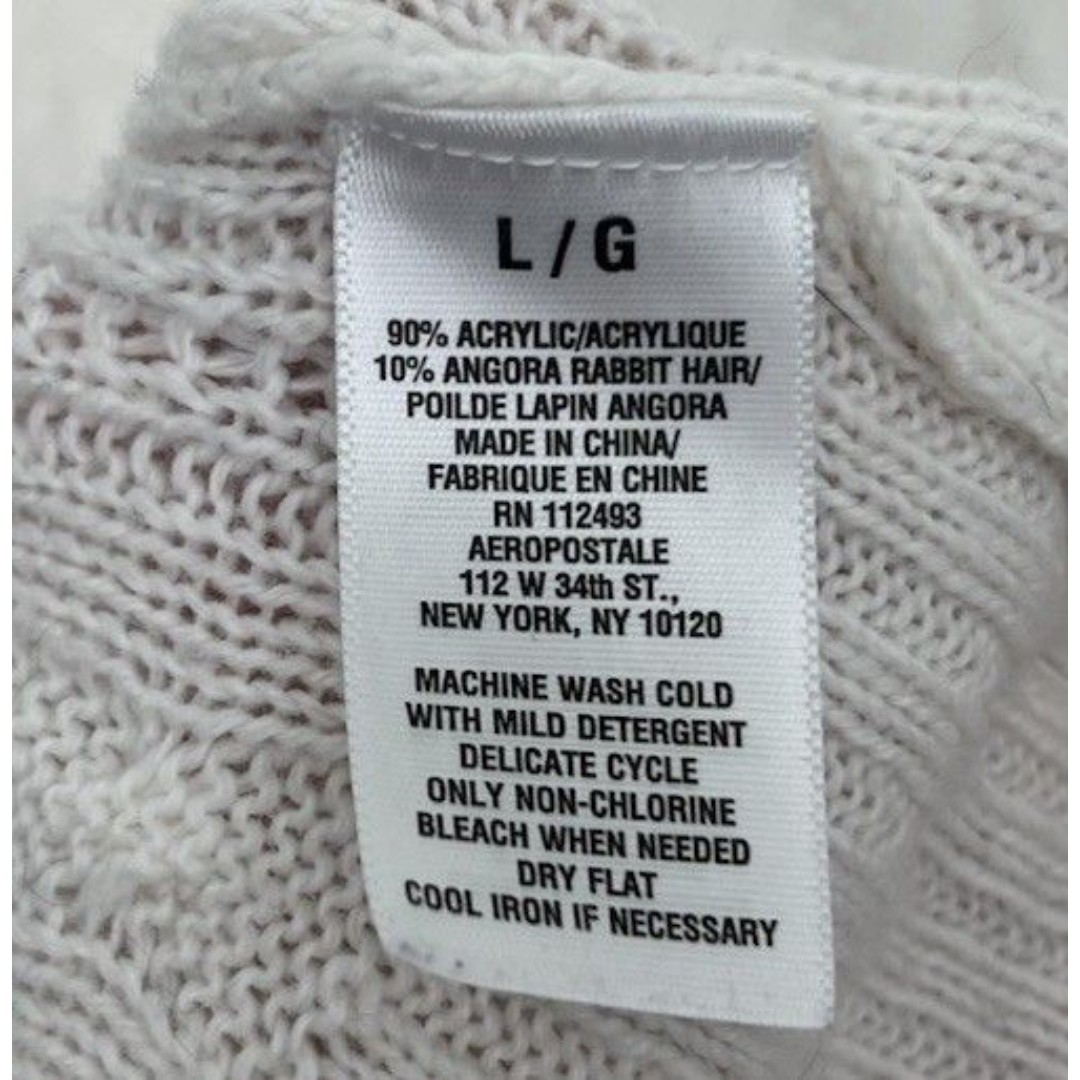 L / G
90% ACRYLIC/ACRYLIQUE
10% ANGORA RABBIT HAIR/
POILDE LAPIN ANGORA
MADE IN CHINA/
FABRIQUE EN CHINE
RN 112493
AEROPOSTALE
112 W 34th ST.,
NEW YORK, NY 10120
MACHINE WASH COLD
WITH MILD DETERGENT
DELICATE CYCLE
ONLY NON-CHLORINE
BLEACH WHEN NEEDED
DRY FLAT
COOL IRON IF NECESSARY